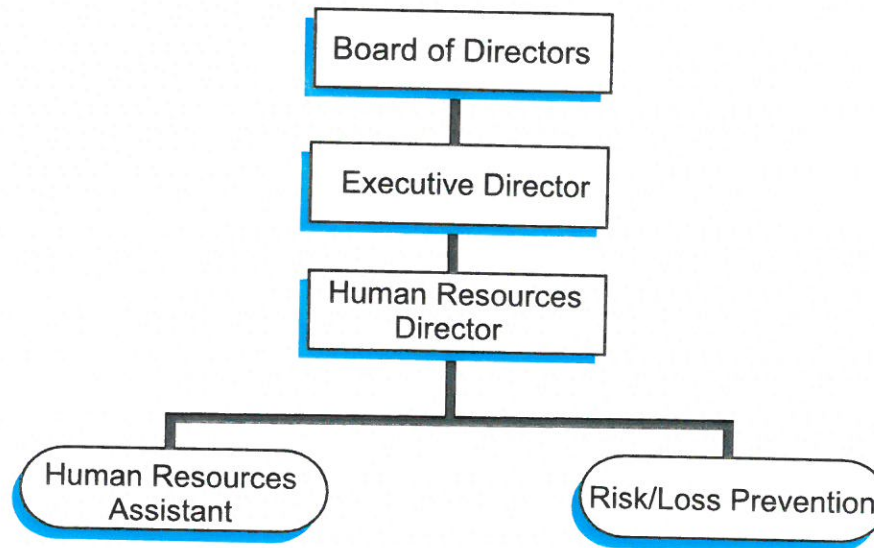 Board of Directors
Executive Director
Human Resources
Director
Human Resources
Assistant
Risk/Loss Prevention